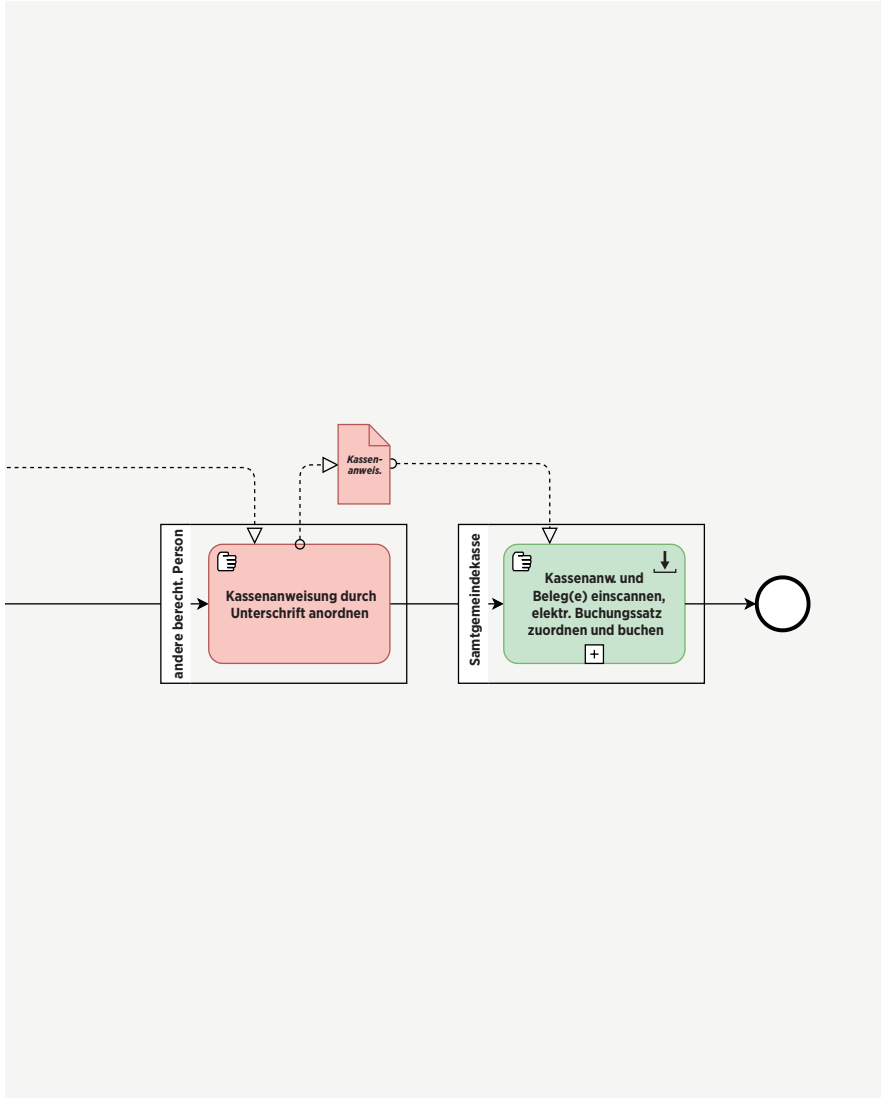 Kassen-
anweis.
andere berecht. Person
Kassenanweisung durch
Unterschrift anordnen
Samtgemeindekasse
Kassenanw. und
Beleg(e) einscannen,
elektr. Buchungssatz
zuordnen und buchen